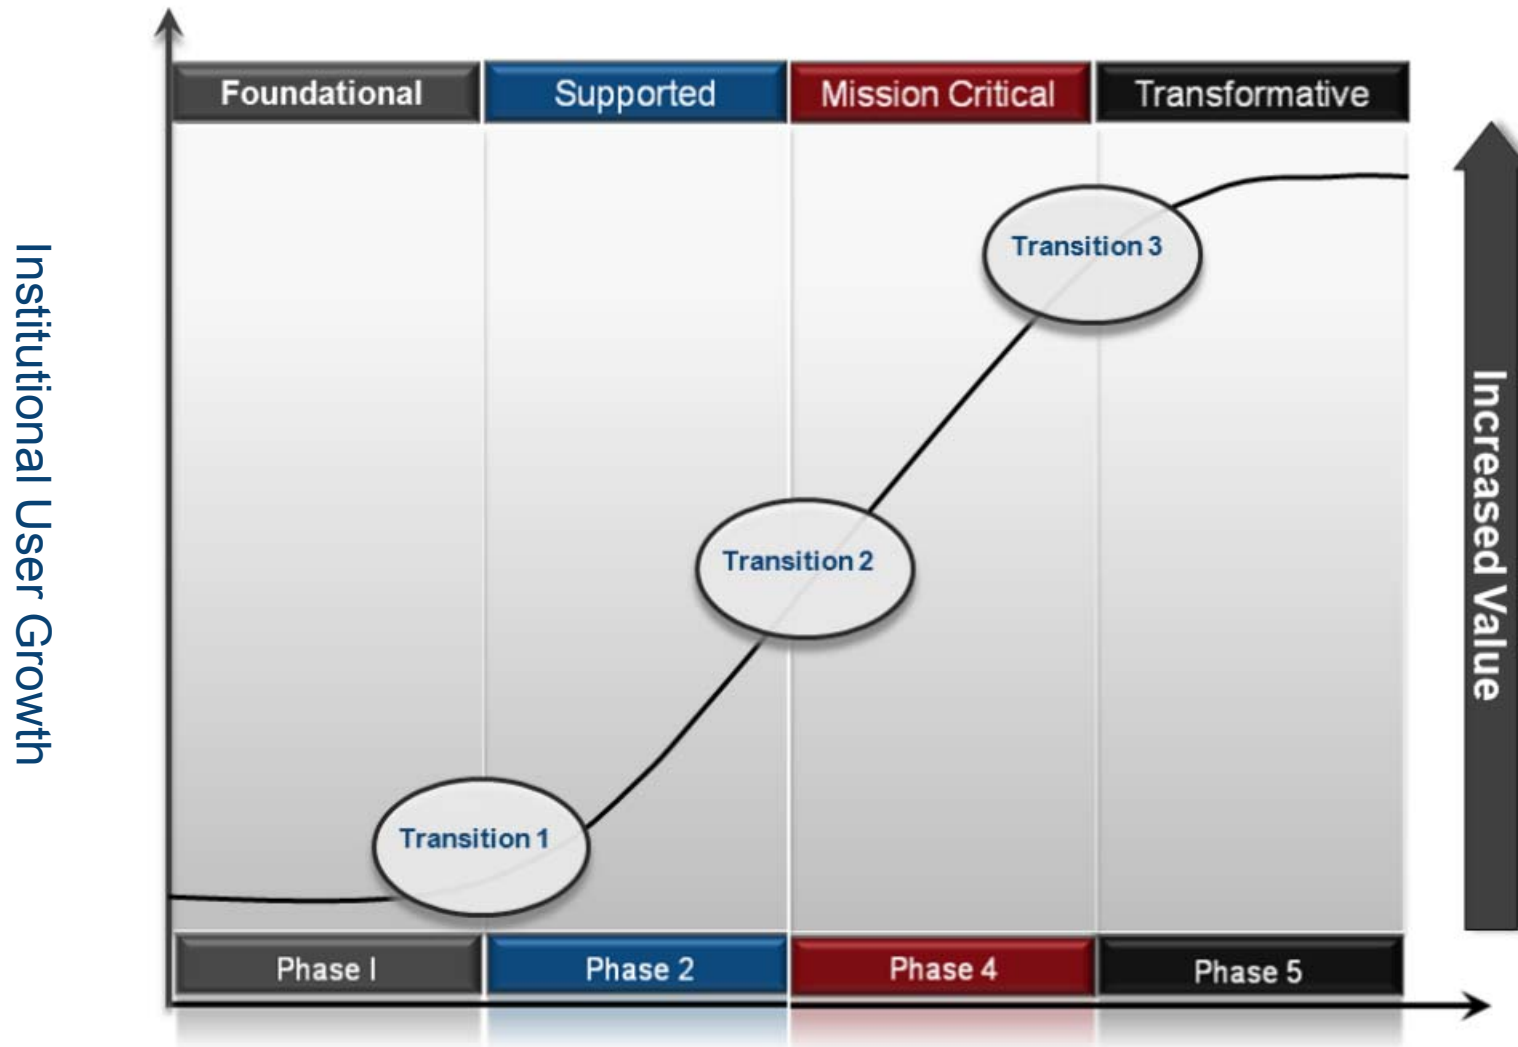 Foundational
Supported
Mission Critical
Transformative
Institutional User Growth
Transition 3
Transition 2
Transition 1
Increased Value
Phase I
Phase 2
Phase 4
Phase 5